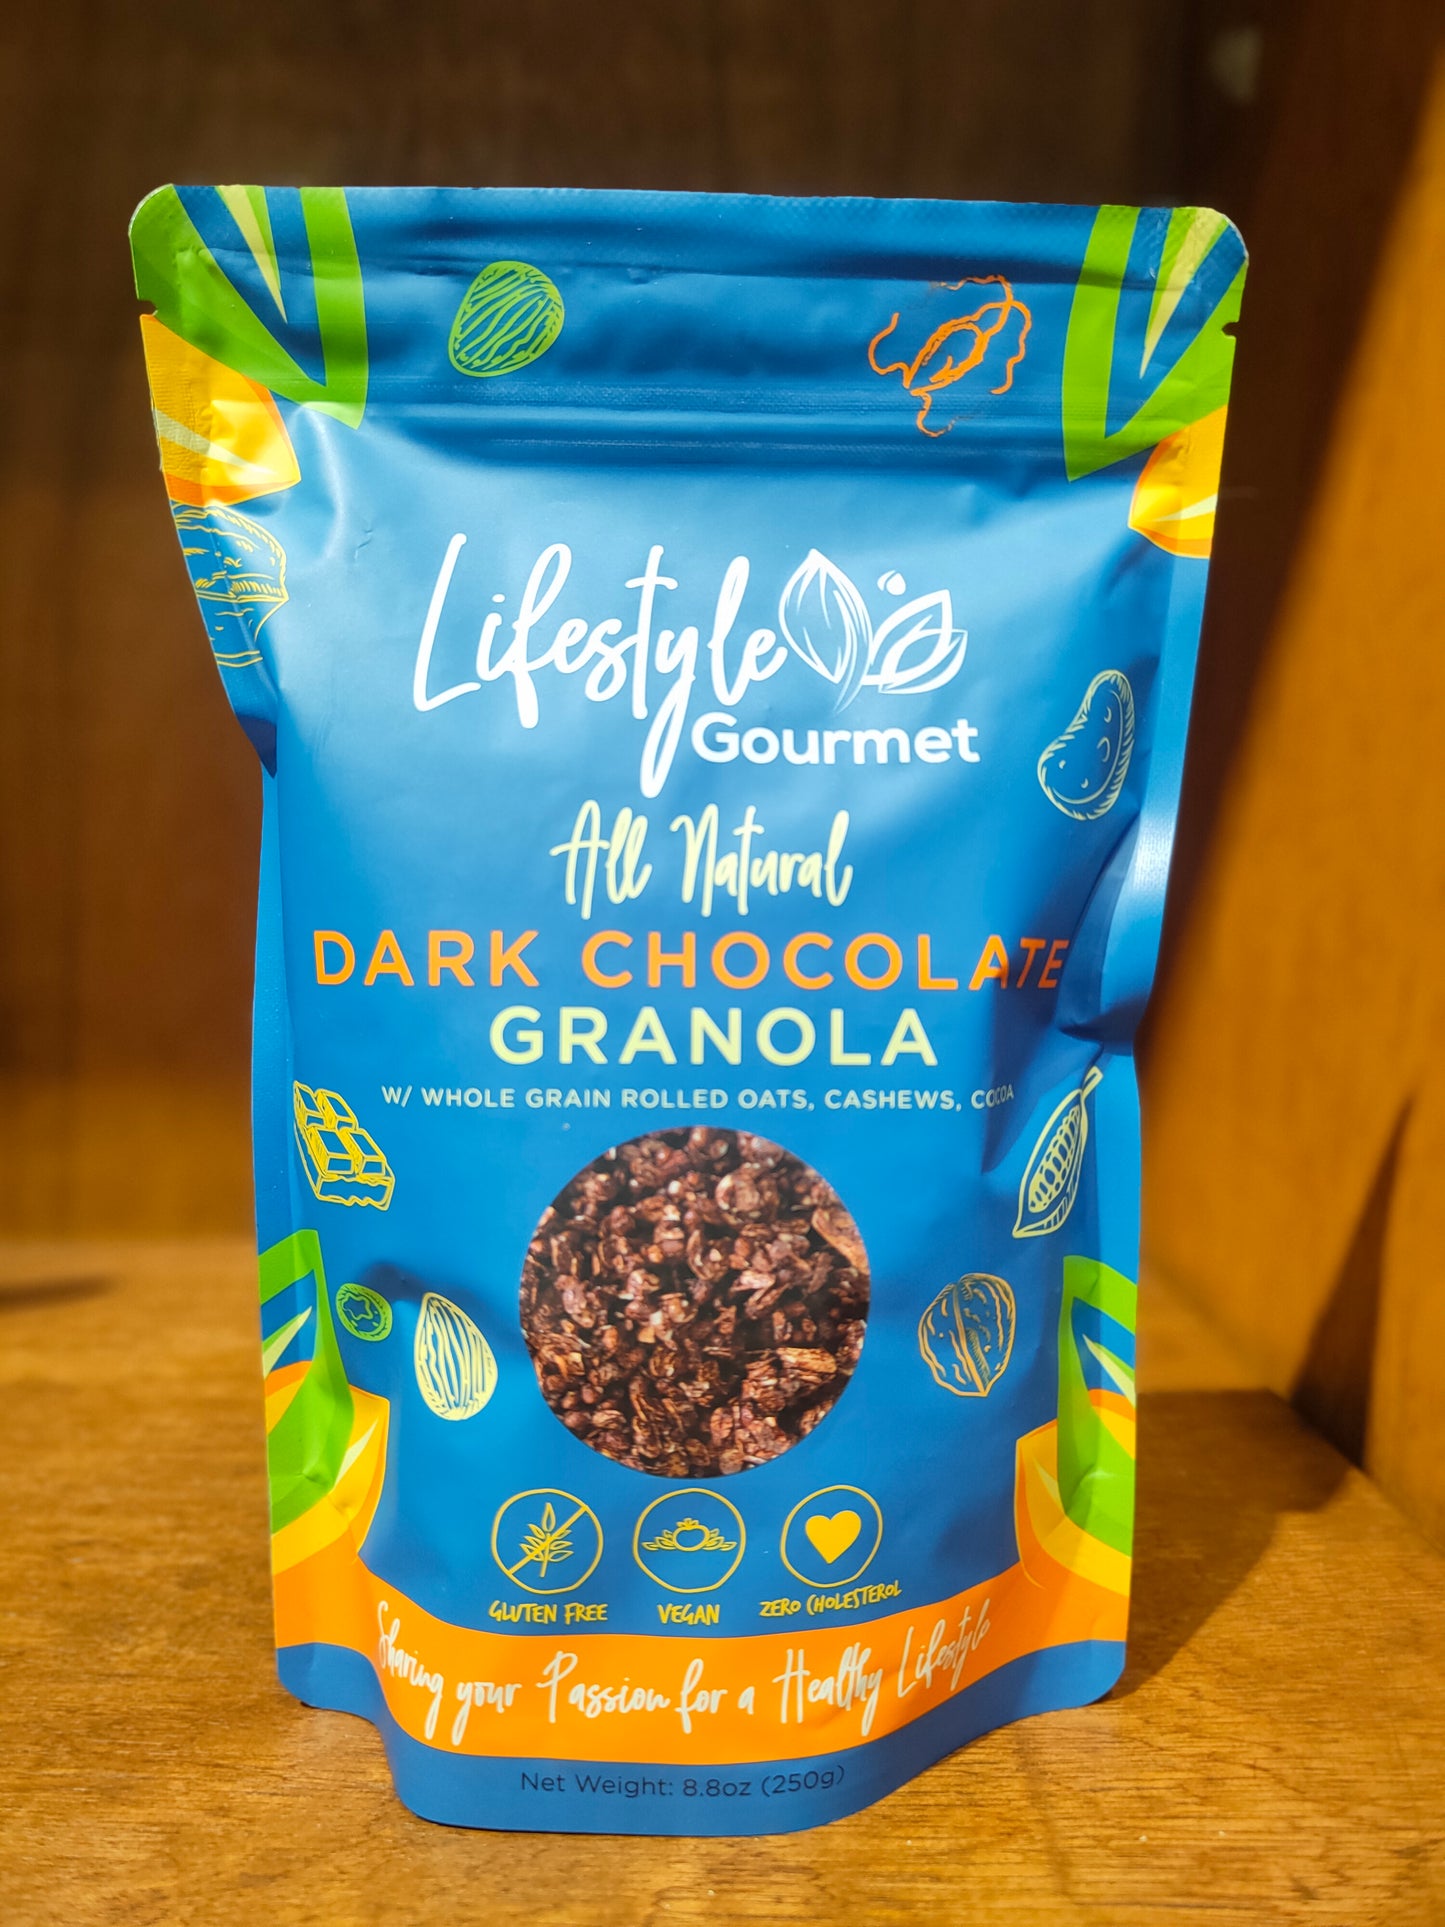 Lifestyle
Gourmet
All Natural
DARK CHOCOLATE
GRANOLA
W/ WHOLE GRAIN ROLLED OATS, CASHEWS, COCOA
GLUTEN FREE
VEGAN
ZERO CHOLESTEROL
Sharing your Passion for a Healthy Lifestyle
Net Weight: 8.8oz (250g)